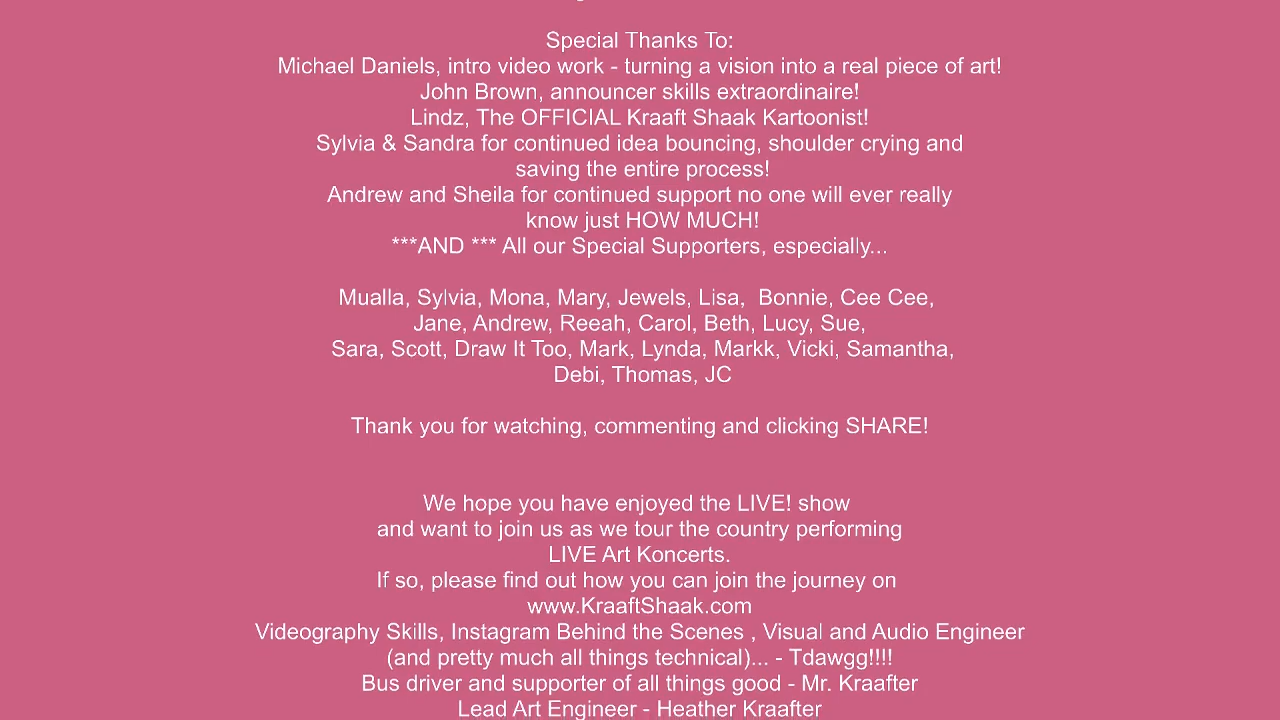 Special Thanks To:
Michael Daniels, intro video work - turning a vision into a real piece of art!
John Brown, announcer skills extraordinaire!
Lindz, The OFFICIAL Kraaft Shaak Kartoonist!
Sylvia & Sandra for continued idea bouncing, shoulder crying and
saving the entire process!
Andrew and Sheila for continued support no one will ever really
know just HOW MUCH!
***AND *** All our Special Supporters, especially...
Mualla, Sylvia, Mona, Mary, Jewels, Lisa,  Bonnie, Cee Cee,
Jane, Andrew, Reeah, Carol, Beth, Lucy, Sue,
Sara, Scott, Draw It Too, Mark, Lynda, Markk, Vicki, Samantha,
Debi, Thomas, JC
Thank you for watching, commenting and clicking SHARE!
We hope you have enjoyed the LIVE! show
and want to join us as we tour the country performing
LIVE Art Koncerts.
If so, please find out how you can join the journey on
www.KraaftShaak.com
Videography Skills, Instagram Behind the Scenes , Visual and Audio Engineer
(and pretty much all things technical)... - Tdawgg!!!!
Bus driver and supporter of all things good - Mr. Kraafter
Lead Art Engineer - Heather Kraafter